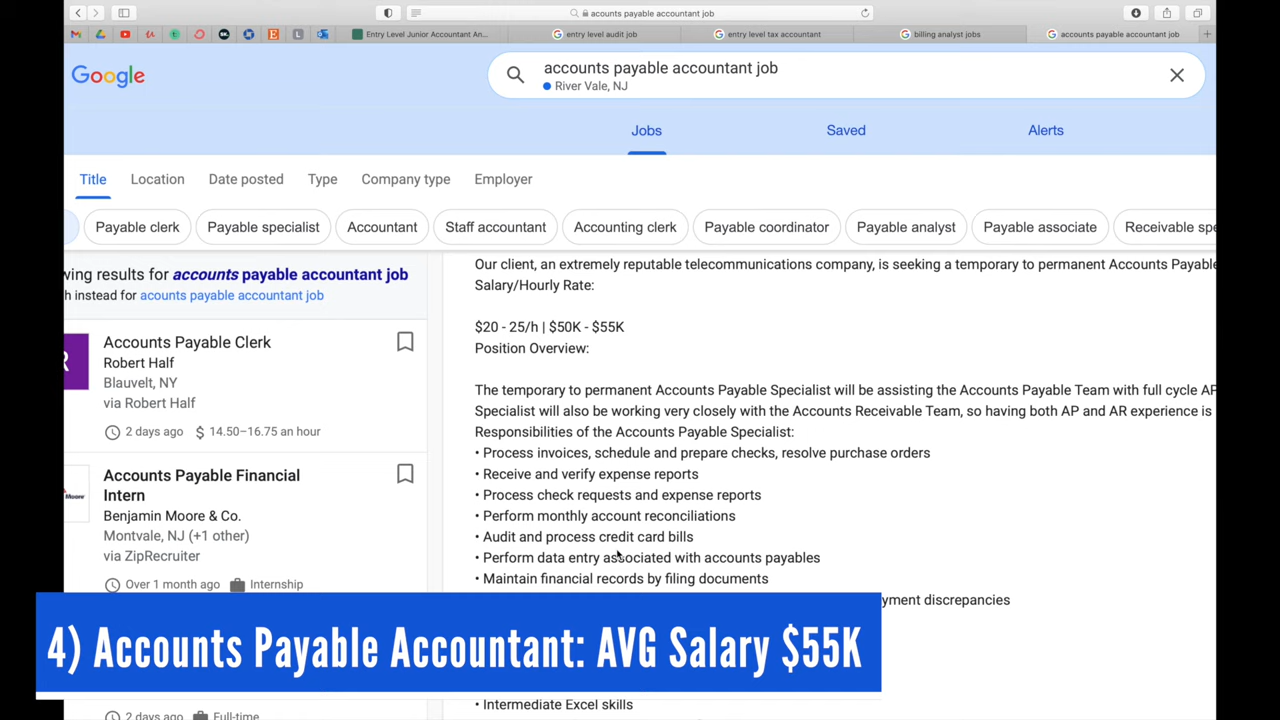 acounts payable accountant job
Entry Level Junior Accountant An...
entry level audit job
entry level tax accountant
billing analyst jobs
accounts payable accountant job
Google
accounts payable accountant job
River Vale, NJ
Jobs
Saved
Alerts
Title
Location
Date posted
Type
Company type
Employer
Payable clerk
Payable specialist
Accountant
Staff accountant
Accounting clerk
Payable coordinator
Payable analyst
Payable associate
Receivable spe
wing results for accounts payable accountant job
h instead for acounts payable accountant job
Accounts Payable Clerk
Robert Half
Blauvelt, NY
via Robert Half
2 days ago
$ 14.50–16.75 an hour
Accounts Payable Financial
Intern
Benjamin Moore & Co.
Montvale, NJ (+1 other)
via ZipRecruiter
Over 1 month ago
Internship
2 days ago
Full-time
Our client, an extremely reputable telecommunications company, is seeking a temporary to permanent Accounts Payable
Salary/Hourly Rate:
$20 - 25/h | $50K - $55K
Position Overview:
The temporary to permanent Accounts Payable Specialist will be assisting the Accounts Payable Team with full cycle AP
Specialist will also be working very closely with the Accounts Receivable Team, so having both AP and AR experience is
Responsibilities of the Accounts Payable Specialist:
• Process invoices, schedule and prepare checks, resolve purchase orders
• Receive and verify expense reports
• Process check requests and expense reports
• Perform monthly account reconciliations
• Audit and process credit card bills
• Perform data entry associated with accounts payables
• Maintain financial records by filing documents
yment discrepancies
• Intermediate Excel skills
4) Accounts Payable Accountant: AVG Salary $55K